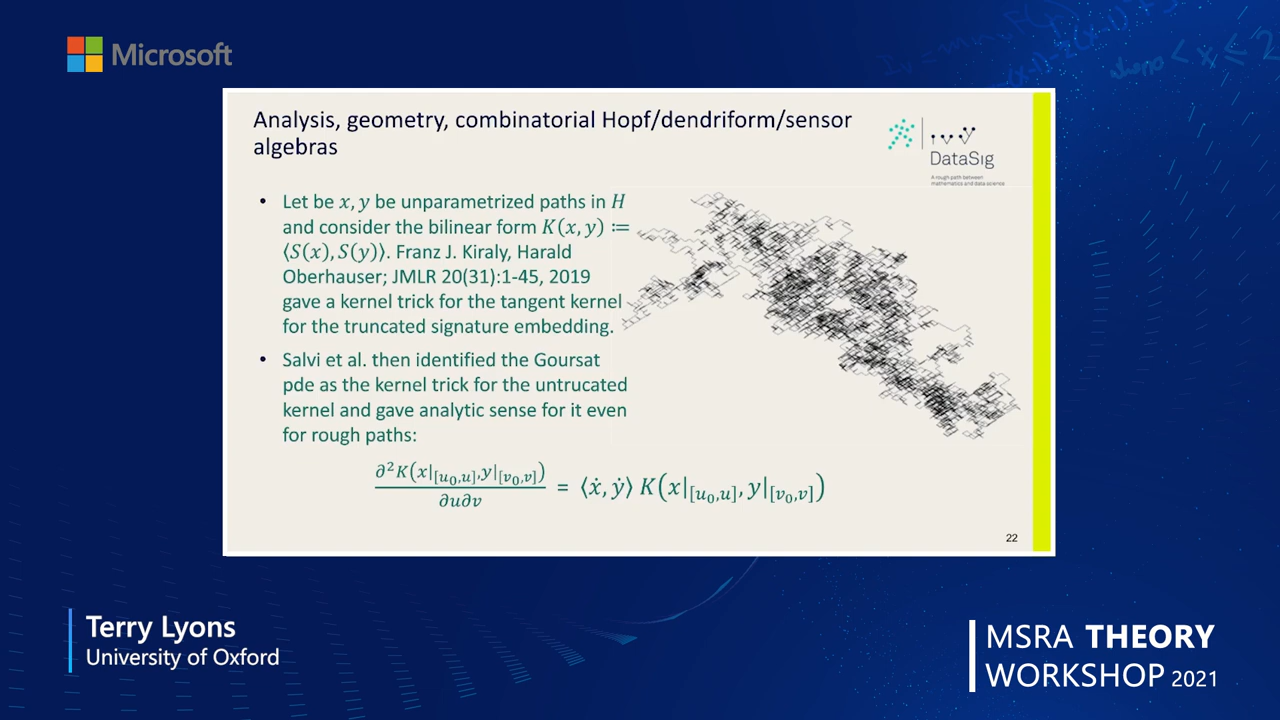 Microsoft
Analysis, geometry, combinatorial Hopf/dendriform/sensor
algebras
DataSig
A rough path between
mathematics and data science
• Let be x, y be unparametrized paths in H
and consider the bilinear form K(x, y) ≔
⟨S(x), S(y)⟩. Franz J. Kiraly, Harald
Oberhauser; JMLR 20(31):1-45, 2019
gave a kernel trick for the tangent kernel
for the truncated signature embedding.
• Salvi et al. then identified the Goursat
pde as the kernel trick for the untrucated
kernel and gave analytic sense for it even
for rough paths:
∂²K(x|[u₀,u],y|[v₀,v])/∂u∂v = ⟨ẋ, ẏ⟩ K(x|[u₀,u], y|[v₀,v])
22
Terry Lyons
University of Oxford
MSRA THEORY
WORKSHOP 2021